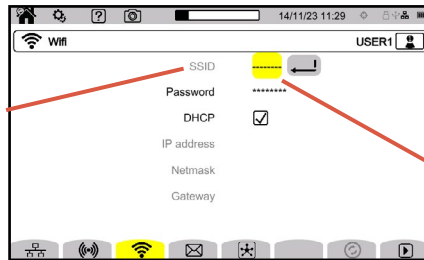 14/11/23 11:29
Wifi USER1
SSID -------
Password ********
DHCP
IP address
Netmask
Gateway